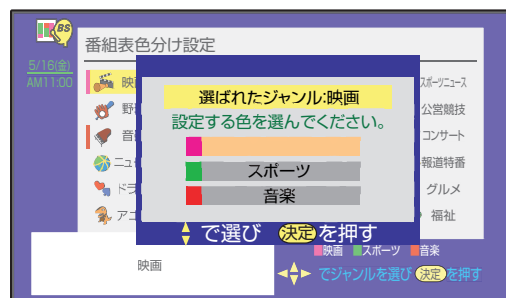 BS
番組表色分け設定
5/16(金)
AM11:00
映
野
音
ニュ
ドラ
アニ
スポーツニュース
公営競技
コンサート
報道特番
グルメ
福祉
選ばれたジャンル:映画
設定する色を選んでください。
スポーツ
音楽
で選び 決定 を押す
映画
映画 スポーツ 音楽
でジャンルを選び 決定 を押す